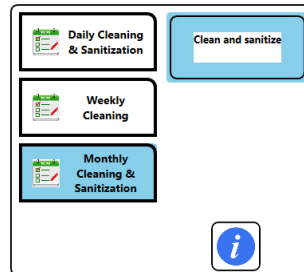 Daily Cleaning
& Sanitization
Clean and sanitize
Weekly
Cleaning
Monthly
Cleaning &
Sanitization
i